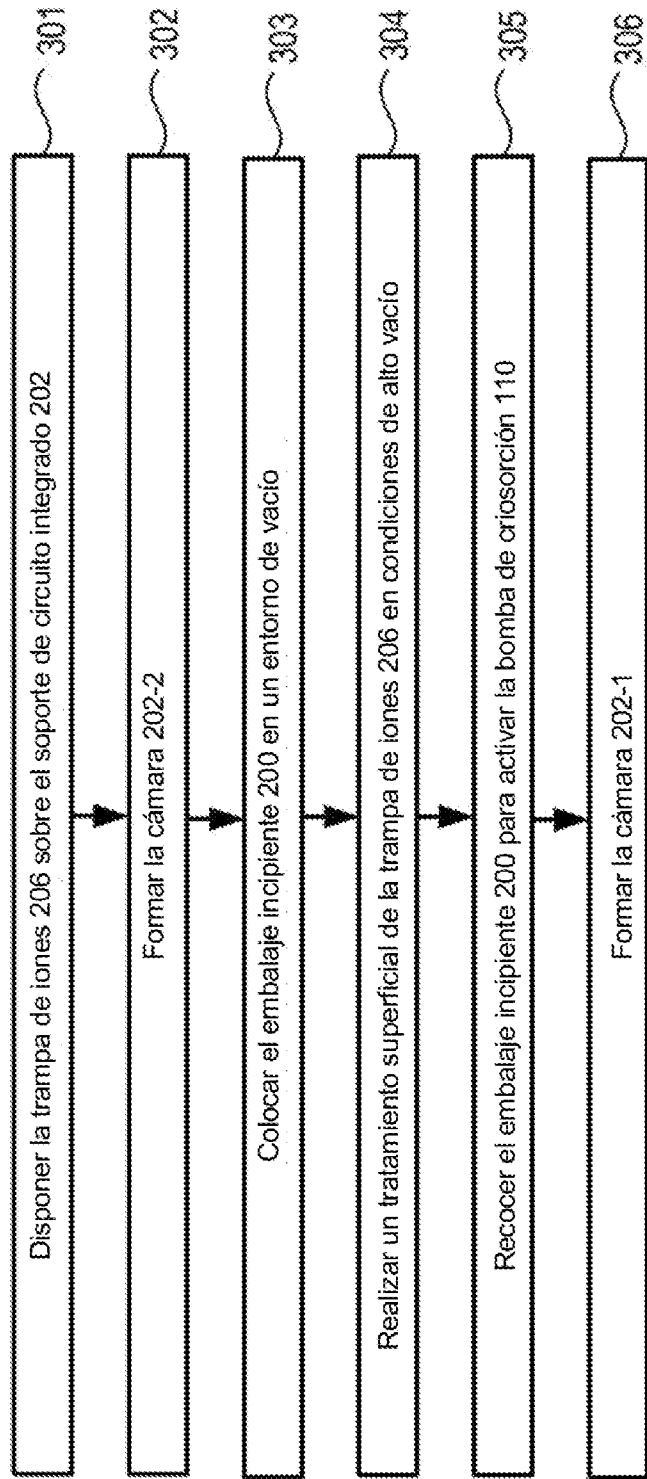 Disponer la trampa de iones 206 sobre el soporte de circuito integrado 202
301
Formar la cámara 202-2
302
Colocar el embalaje incipiente 200 en un entorno de vacío
303
Realizar un tratamiento superficial de la trampa de iones 206 en condiciones de alto vacío
304
Recocer el embalaje incipiente 200 para activar la bomba de criosorción 110
305
Formar la cámara 202-1
306